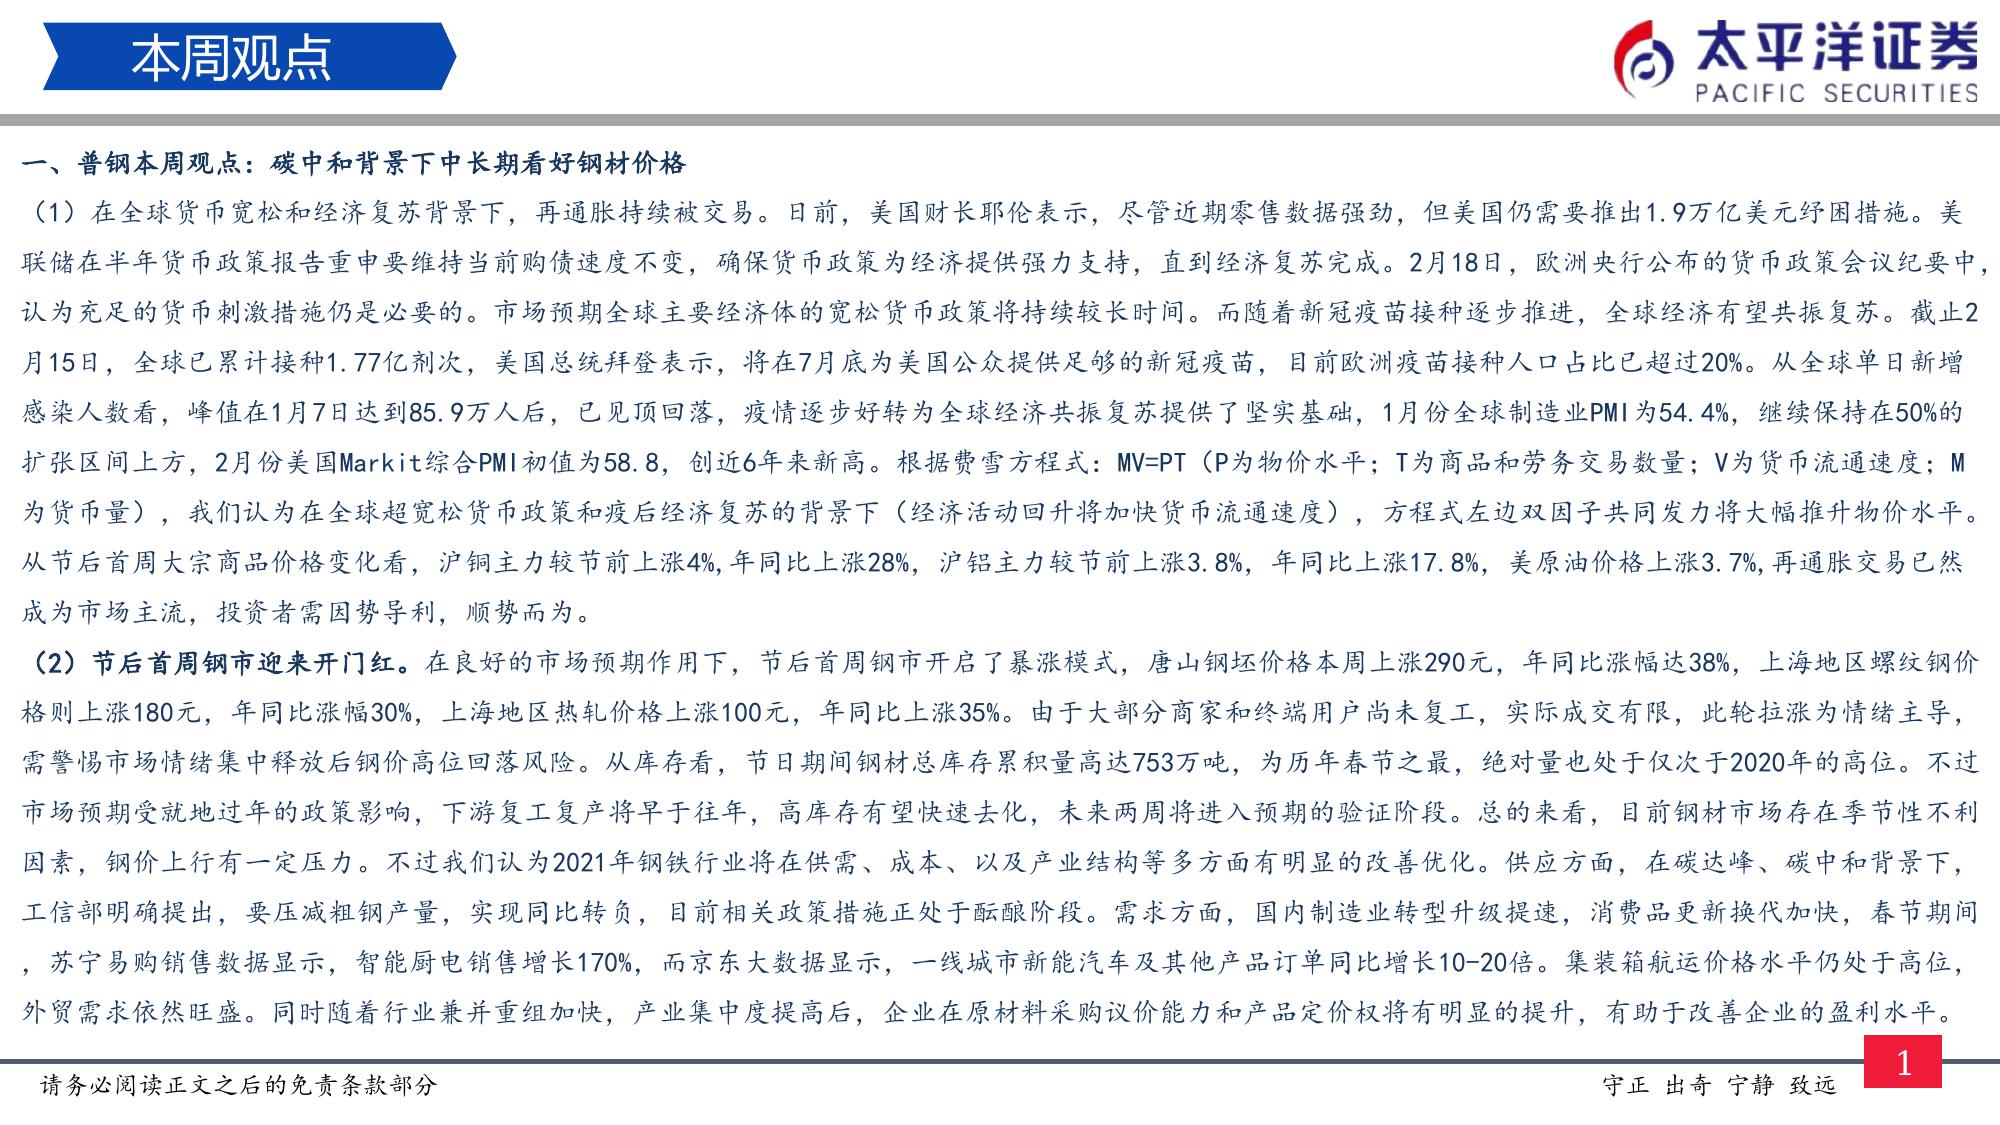 本周观点
太平洋证券
PACIFIC SECURITIES
一、普钢本周观点：碳中和背景下中长期看好钢材价格
（1）在全球货币宽松和经济复苏背景下，再通胀持续被交易。日前，美国财长耶伦表示，尽管近期零售数据强劲，但美国仍需要推出1.9万亿美元纾困措施。美
联储在半年货币政策报告重申要维持当前购债速度不变，确保货币政策为经济提供强力支持，直到经济复苏完成。2月18日，欧洲央行公布的货币政策会议纪要中，
认为充足的货币刺激措施仍是必要的。市场预期全球主要经济体的宽松货币政策将持续较长时间。而随着新冠疫苗接种逐步推进，全球经济有望共振复苏。截止2
月15日，全球已累计接种1.77亿剂次，美国总统拜登表示，将在7月底为美国公众提供足够的新冠疫苗，目前欧洲疫苗接种人口占比已超过20%。从全球单日新增
感染人数看，峰值在1月7日达到85.9万人后，已见顶回落，疫情逐步好转为全球经济共振复苏提供了坚实基础，1月份全球制造业PMI为54.4%，继续保持在50%的
扩张区间上方，2月份美国Markit综合PMI初值为58.8，创近6年来新高。根据费雪方程式：MV=PT（P为物价水平；T为商品和劳务交易数量；V为货币流通速度；M
为货币量），我们认为在全球超宽松货币政策和疫后经济复苏的背景下（经济活动回升将加快货币流通速度），方程式左边双因子共同发力将大幅推升物价水平。
从节后首周大宗商品价格变化看，沪铜主力较节前上涨4%,年同比上涨28%，沪铝主力较节前上涨3.8%，年同比上涨17.8%，美原油价格上涨3.7%,再通胀交易已然
成为市场主流，投资者需因势导利，顺势而为。
（2）节后首周钢市迎来开门红。在良好的市场预期作用下，节后首周钢市开启了暴涨模式，唐山钢坯价格本周上涨290元，年同比涨幅达38%，上海地区螺纹钢价
格则上涨180元，年同比涨幅30%，上海地区热轧价格上涨100元，年同比上涨35%。由于大部分商家和终端用户尚未复工，实际成交有限，此轮拉涨为情绪主导，
需警惕市场情绪集中释放后钢价高位回落风险。从库存看，节日期间钢材总库存累积量高达753万吨，为历年春节之最，绝对量也处于仅次于2020年的高位。不过
市场预期受就地过年的政策影响，下游复工复产将早于往年，高库存有望快速去化，未来两周将进入预期的验证阶段。总的来看，目前钢材市场存在季节性不利
因素，钢价上行有一定压力。不过我们认为2021年钢铁行业将在供需、成本、以及产业结构等多方面有明显的改善优化。供应方面，在碳达峰、碳中和背景下，
工信部明确提出，要压减粗钢产量，实现同比转负，目前相关政策措施正处于酝酿阶段。需求方面，国内制造业转型升级提速，消费品更新换代加快，春节期间
，苏宁易购销售数据显示，智能厨电销售增长170%，而京东大数据显示，一线城市新能汽车及其他产品订单同比增长10-20倍。集装箱航运价格水平仍处于高位，
外贸需求依然旺盛。同时随着行业兼并重组加快，产业集中度提高后，企业在原材料采购议价能力和产品定价权将有明显的提升，有助于改善企业的盈利水平。
请务必阅读正文之后的免责条款部分
守正 出奇 宁静 致远
1